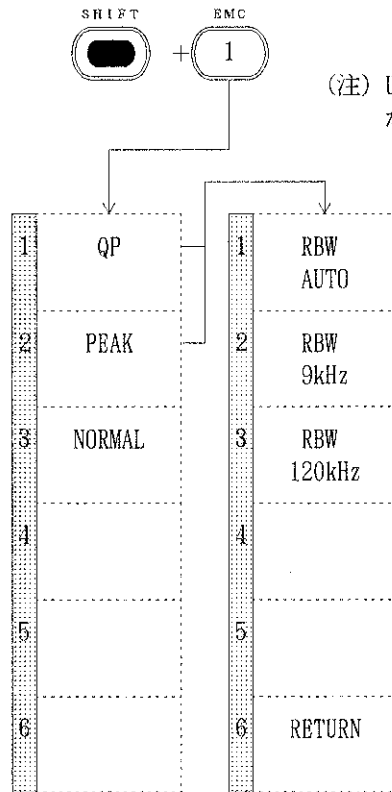 SHIFT EMC
+ 1
(注)
1 QP
2 PEAK
3 NORMAL
4
5
6
1 RBW
AUTO
2 RBW
9kHz
3 RBW
120kHz
4
5
6 RETURN